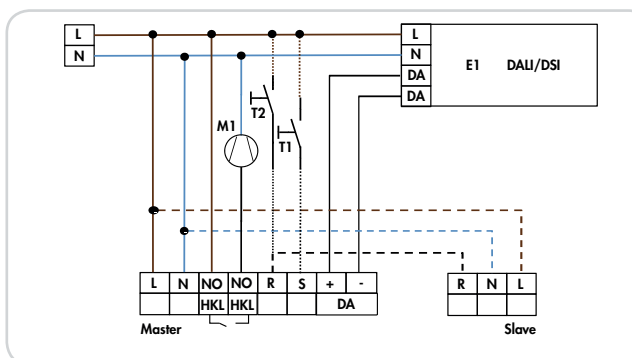 L
N
L
N
DA
DA
E1 DALI/DSI
T2
M1
T1
L N NO NO R S + -
HKL HKL DA
Master
R N L
Slave